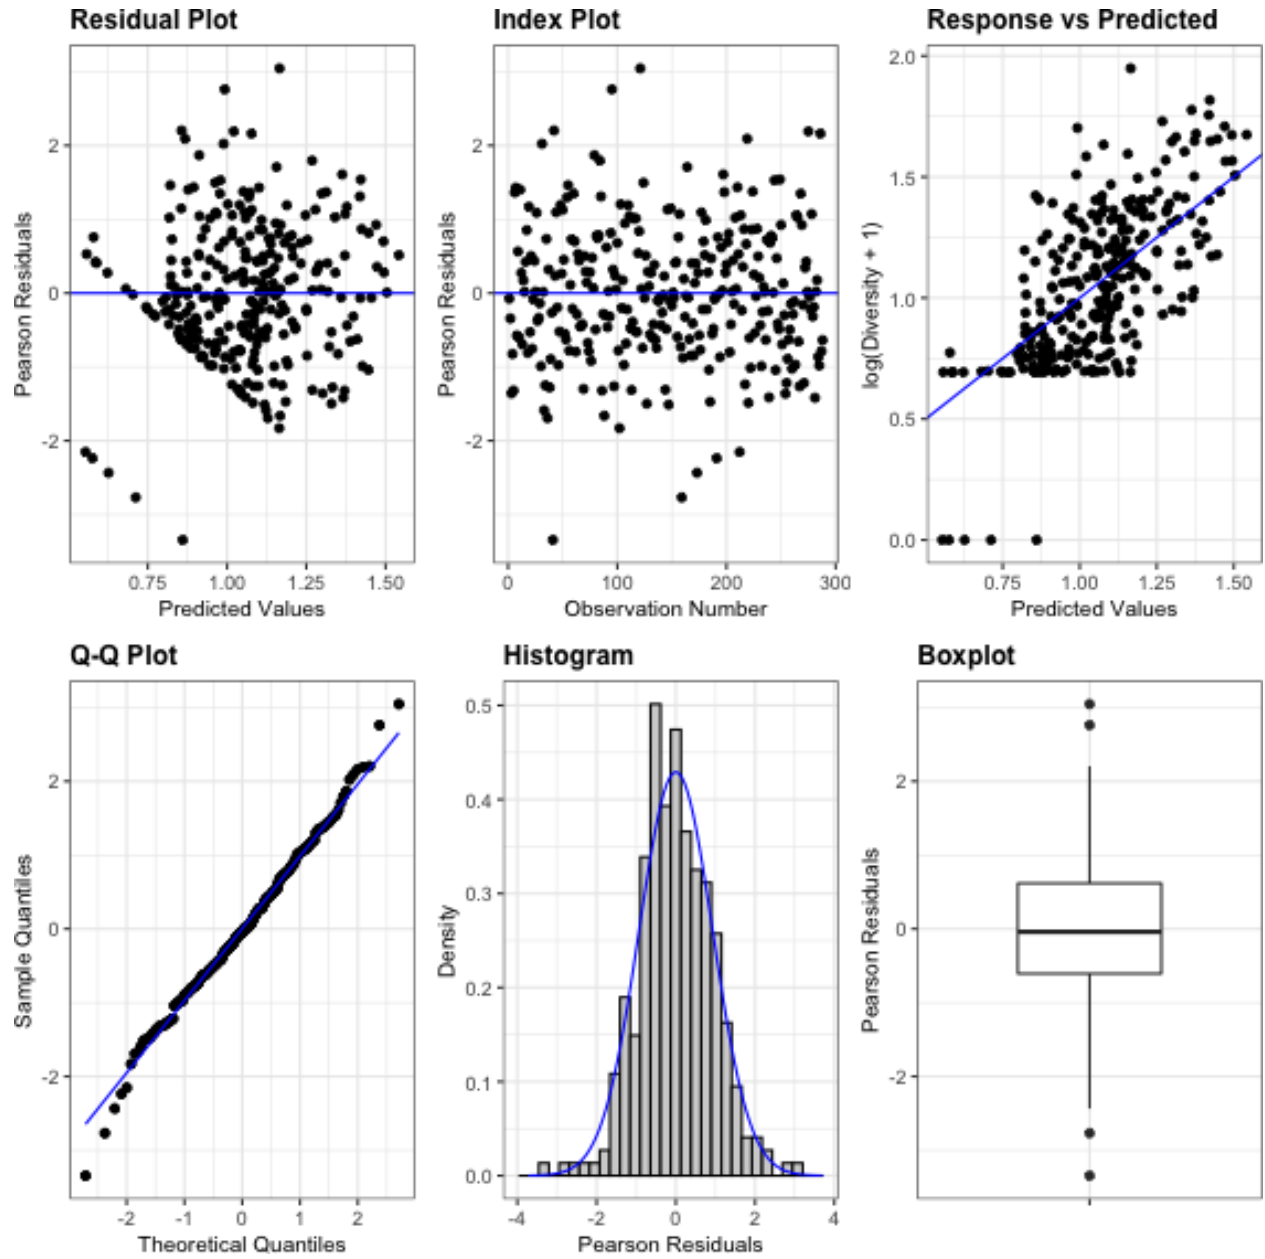 Residual Plot
Pearson Residuals
2
0
-2
0.75 1.00 1.25 1.50
Predicted Values
Index Plot
Pearson Residuals
2
0
-2
0 100 200 300
Observation Number
Response vs Predicted
log(Diversity + 1)
2.0
1.5
1.0
0.5
0.0
0.75 1.00 1.25 1.50
Predicted Values
Q-Q Plot
Sample Quantiles
2
0
-2
-2 -1 0 1 2
Theoretical Quantiles
Histogram
Density
0.5
0.4
0.3
0.2
0.1
0.0
-4 -2 0 2 4
Pearson Residuals
Boxplot
Pearson Residuals
2
0
-2